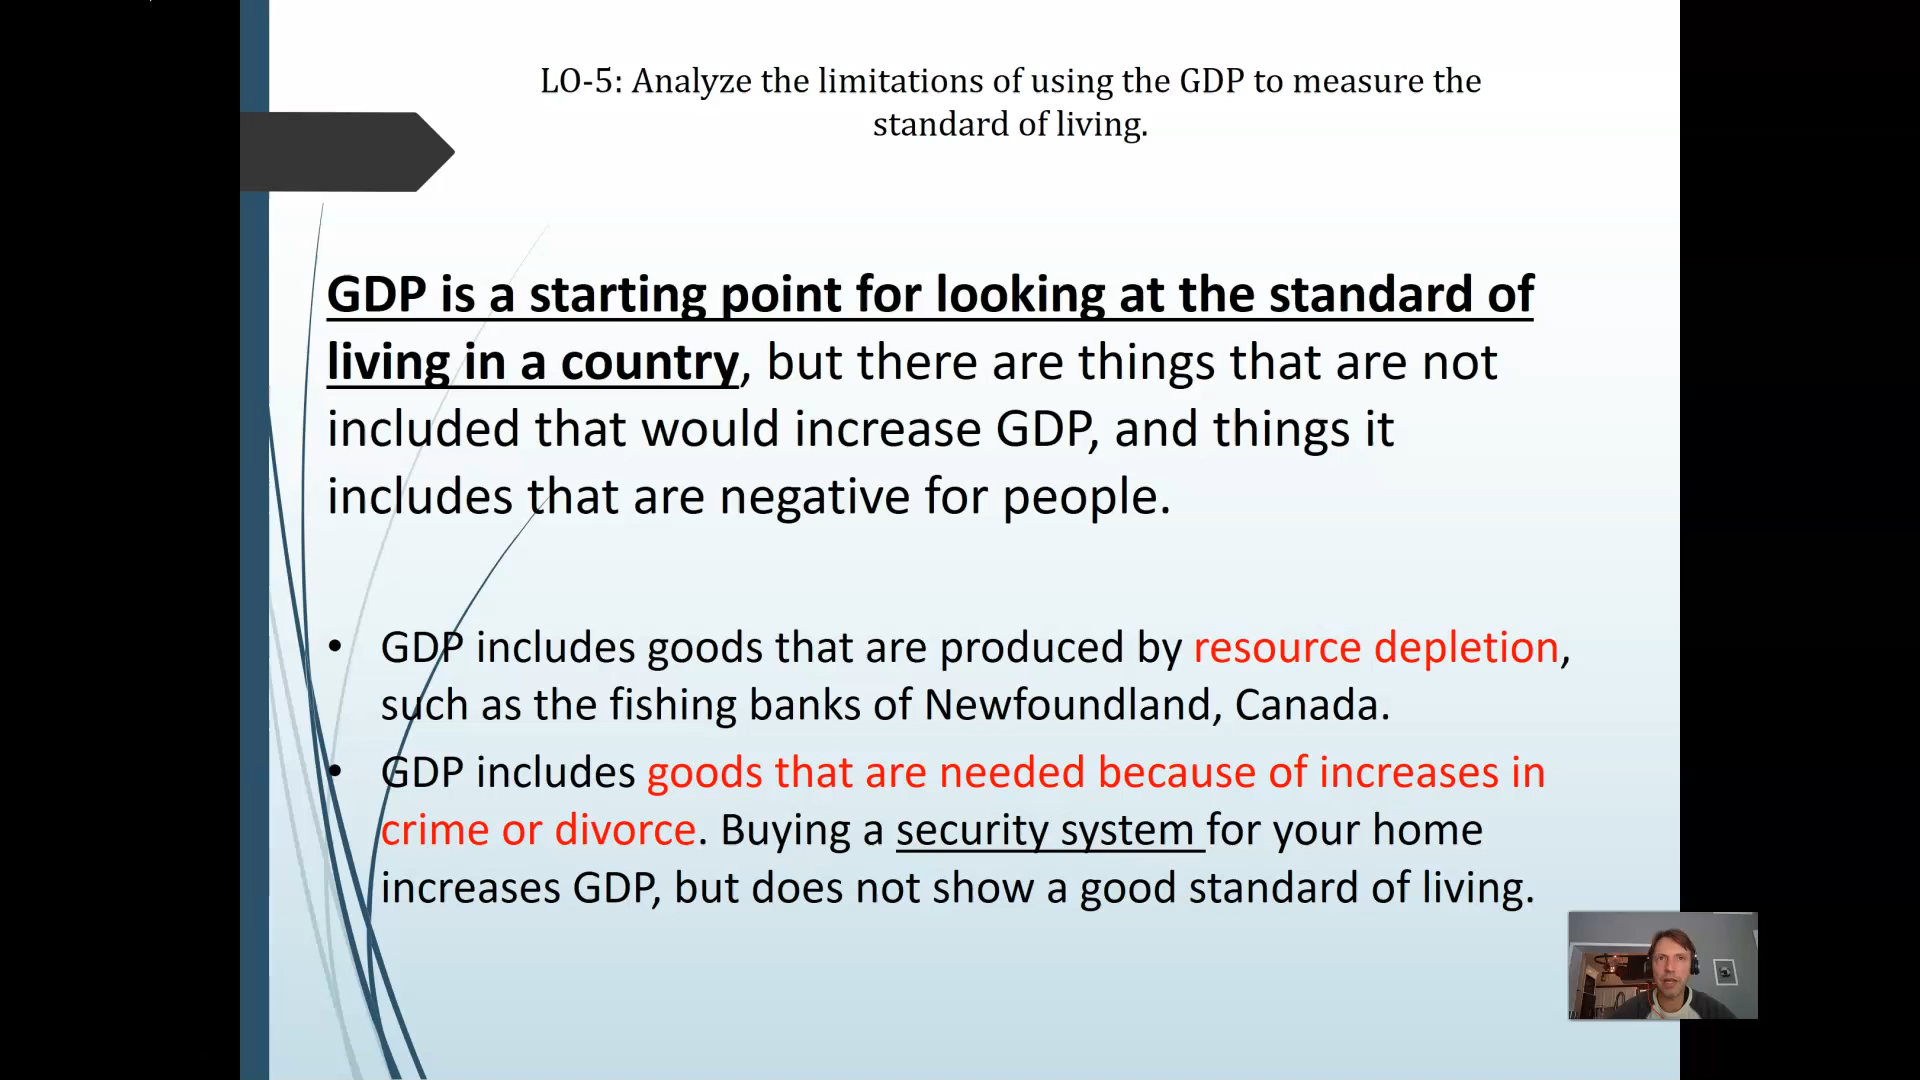 LO-5: Analyze the limitations of using the GDP to measure the
standard of living.
GDP is a starting point for looking at the standard of
living in a country, but there are things that are not
included that would increase GDP, and things it
includes that are negative for people.
• GDP includes goods that are produced by resource depletion,
such as the fishing banks of Newfoundland, Canada.
• GDP includes goods that are needed because of increases in
crime or divorce. Buying a security system for your home
increases GDP, but does not show a good standard of living.